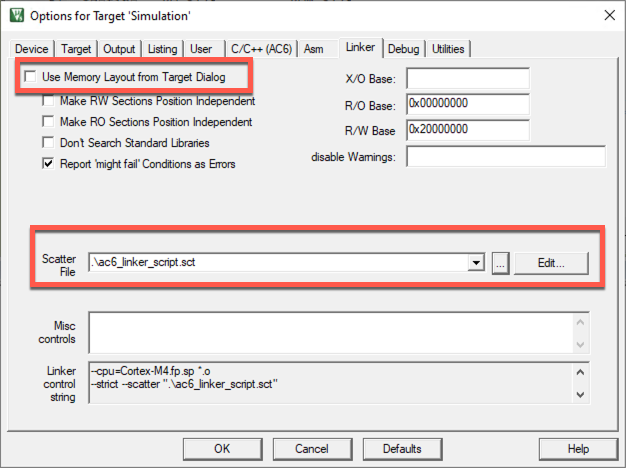 Options for Target 'Simulation'
Device Target Output Listing User C/C++ (AC6) Asm Linker Debug Utilities
Use Memory Layout from Target Dialog
X/O Base:
Make RW Sections Position Independent
R/O Base: 0x00000000
Make RO Sections Position Independent
R/W Base 0x20000000
Don't Search Standard Libraries
disable Warnings:
Report 'might fail' Conditions as Errors
Scatter
File
.\ac6_linker_script.sct
...
Edit...
Misc
controls
Linker
control
string
--cpu=Cortex-M4.fp.sp *.o
--strict --scatter ".\ac6_linker_script.sct"
OK Cancel Defaults Help